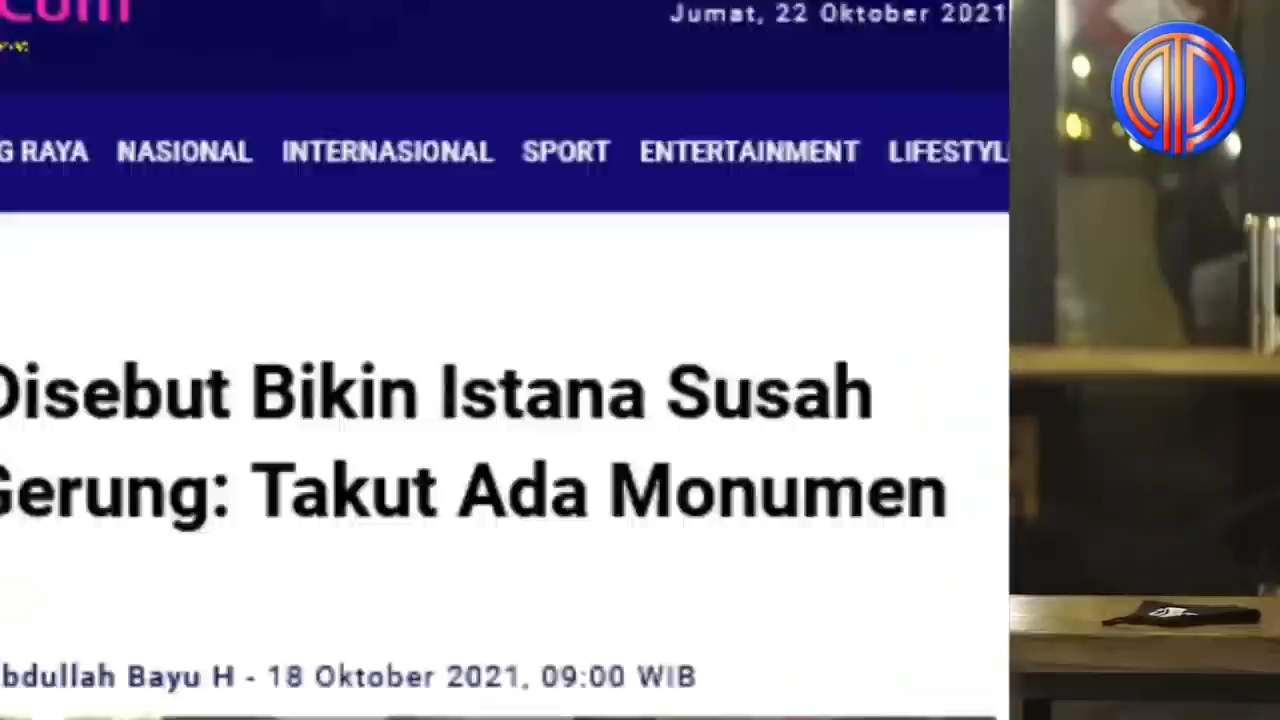 com
Jumat, 22 Oktober 2021
G RAYA NASIONAL INTERNASIONAL SPORT ENTERTAINMENT LIFESTYL
Disebut Bikin Istana Susah
Gerung: Takut Ada Monumen
bdullah Bayu H - 18 Oktober 2021, 09:00 WIB